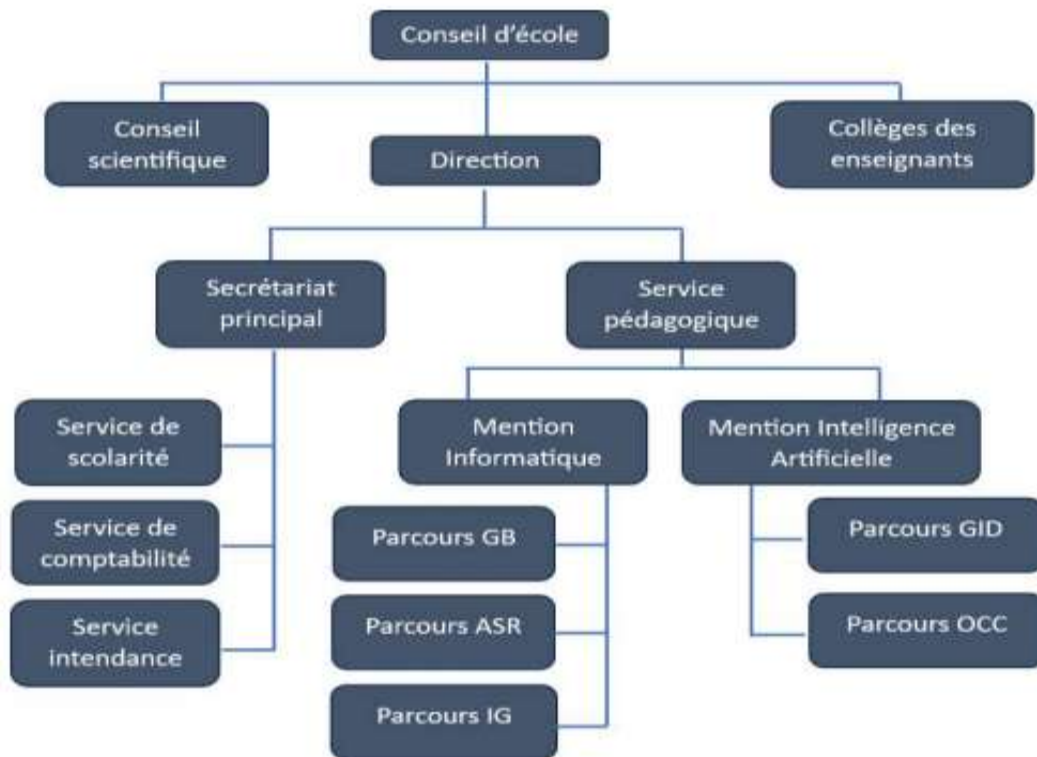 Conseil d'école
Conseil
scientifique
Direction
Collèges des
enseignants
Secrétariat
principal
Service
pédagogique
Service de
scolarité
Service de
comptabilité
Service
intendance
Mention
Informatique
Parcours GB
Parcours ASR
Parcours IG
Mention Intelligence
Artificielle
Parcours GID
Parcours OCC